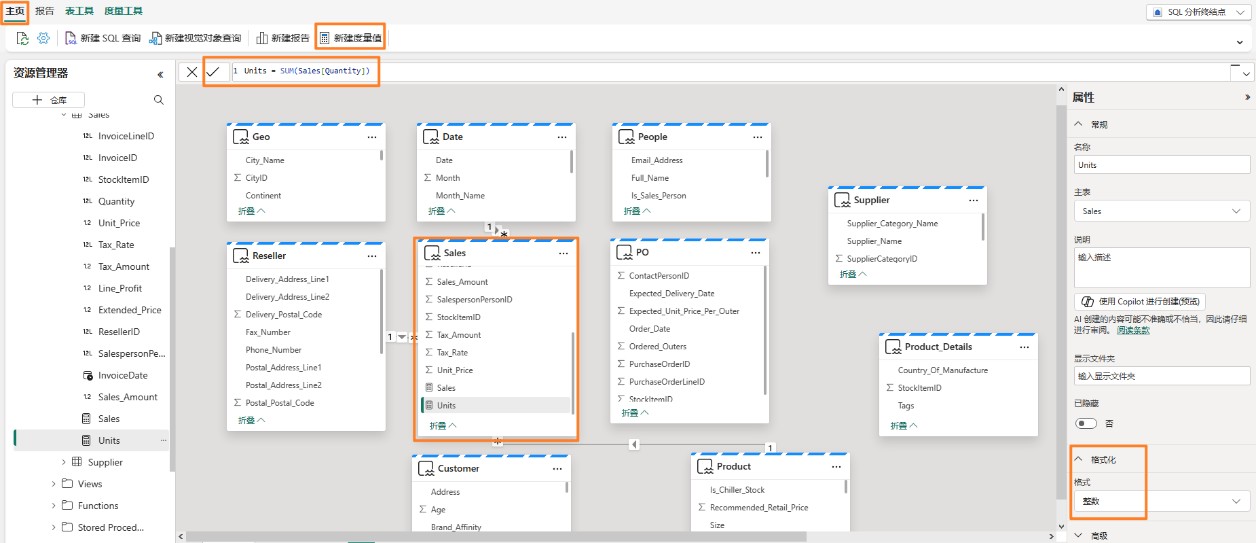 主页 报告 表工具 度量工具
SQL 分析终结点
新建 SQL 查询 新建视觉对象查询 新建报告 新建度量值
资源管理器
仓库
Sales
InvoiceLineID
InvoiceID
StockItemID
Quantity
Unit_Price
Tax_Rate
Tax_Amount
Line_Profit
Extended_Price
ResellerID
SalespersonPe...
InvoiceDate
Sales_Amount
Sales
Units
Supplier
Views
Functions
Stored Proced...
1 Units = SUM(Sales[Quantity])
Geo
City_Name
CityID
Continent
折叠
Date
Date
Month
Month_Name
折叠
People
Email_Address
Full_Name
Is_Sales_Person
折叠
Supplier
Supplier_Category_Name
Supplier_Name
SupplierCategoryID
折叠
1
Reseller
Delivery_Address_Line1
Delivery_Address_Line2
Delivery_Postal_Code
Fax_Number
Phone_Number
Postal_Address_Line1
Postal_Address_Line2
Postal_Postal_Code
折叠
1
Sales
Sales_Amount
SalespersonPersonID
StockItemID
Tax_Amount
Tax_Rate
Unit_Price
Sales
Units
折叠
PO
ContactPersonID
Expected_Delivery_Date
Expected_Unit_Price_Per_Outer
Order_Date
Ordered_Outers
PurchaseOrderID
PurchaseOrderLineID
StockItemID
折叠
Product_Details
Country_Of_Manufacture
StockItemID
Tags
折叠
1
Customer
Address
Age
Brand_Affinity
Product
Is_Chiller_Stock
Recommended_Retail_Price
Size
属性
常规
名称
Units
主表
Sales
说明
输入描述
使用 Copilot 进行创建(预览)
AI 创建的内容可能不准确或不恰当，因此请仔细
进行审阅。阅读条款
显示文件夹
输入显示文件夹
已隐藏
否
格式化
格式
整数
高级